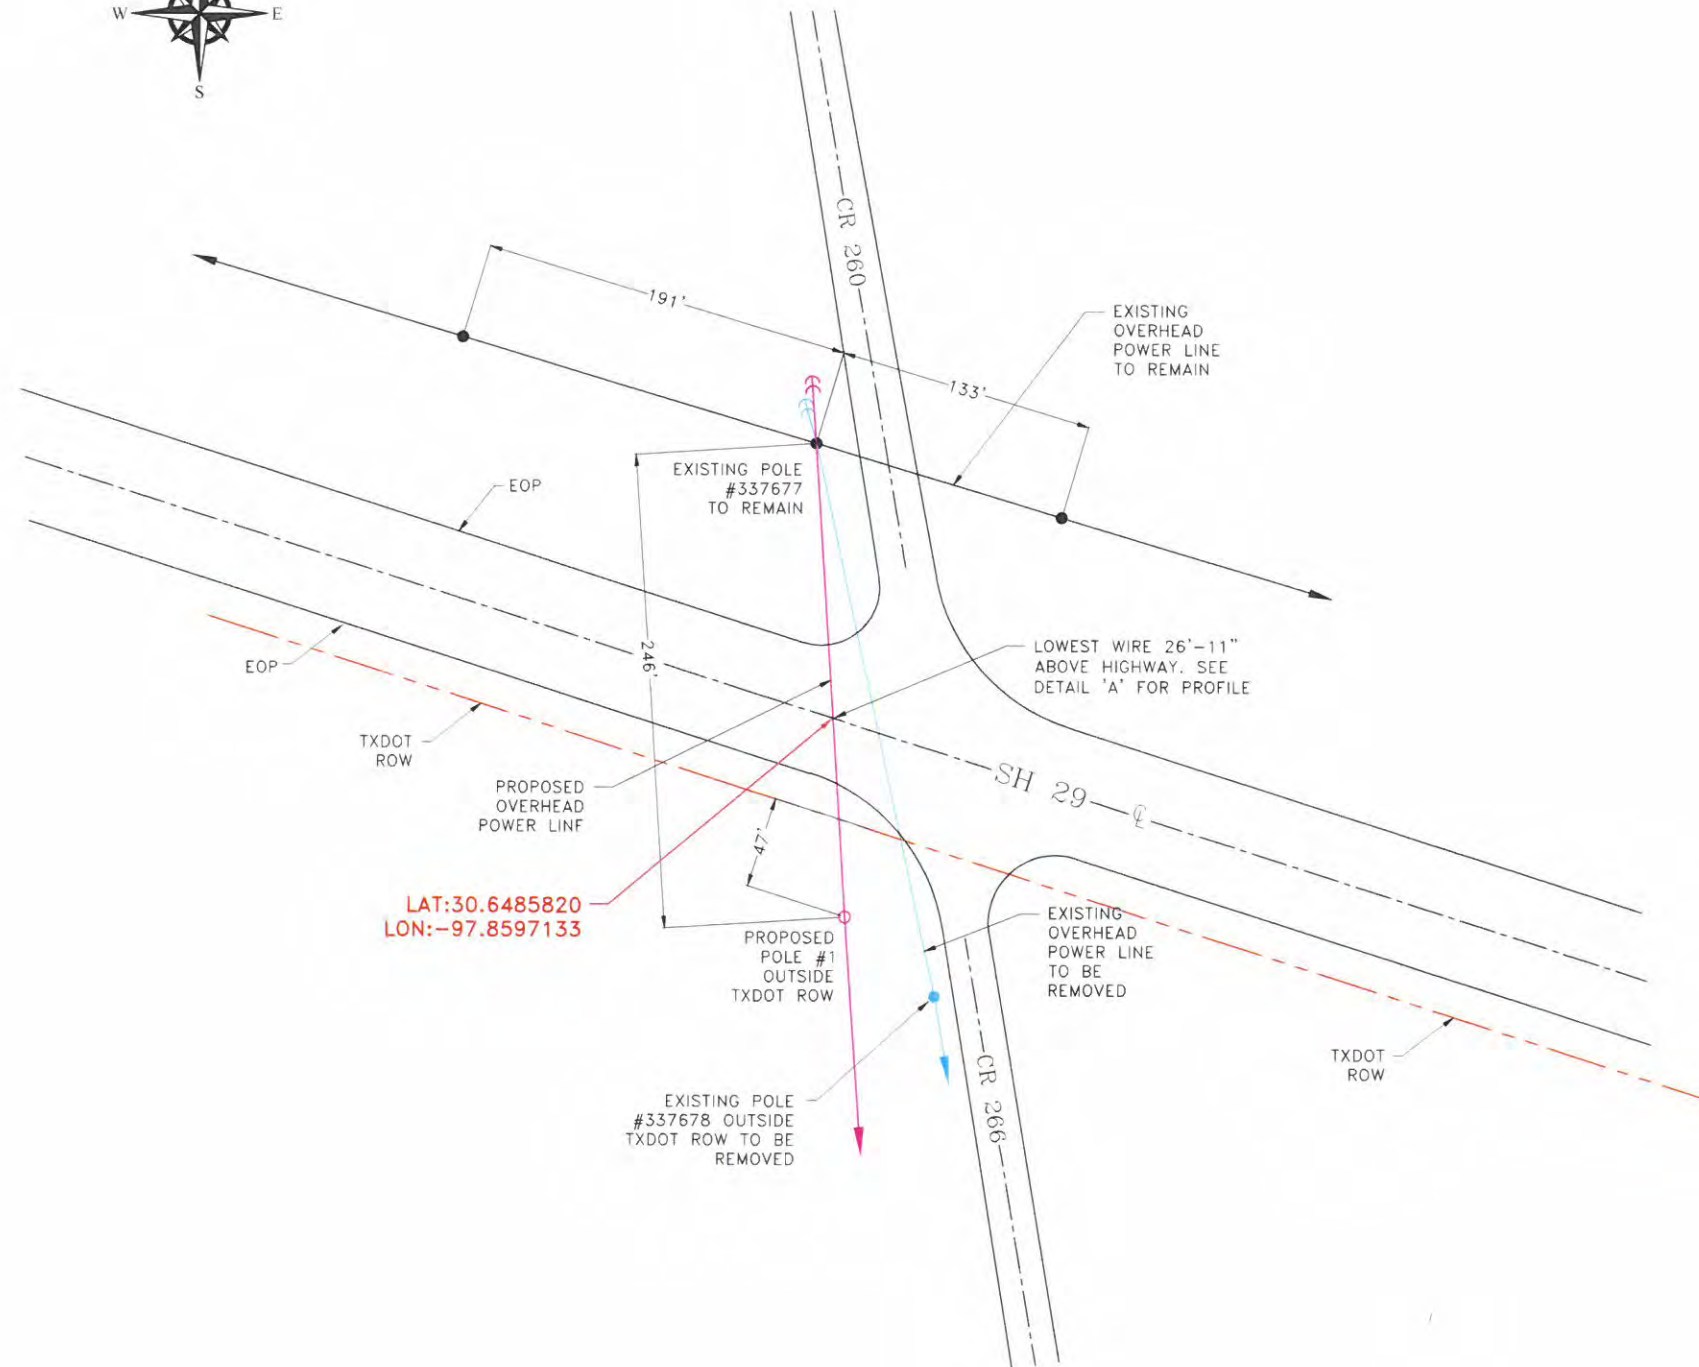 W
E
S
CR 260
191'
133'
EXISTING
OVERHEAD
POWER LINE
TO REMAIN
EXISTING POLE
#337677
TO REMAIN
EOP
246'
EOP
LOWEST WIRE 26'-11"
ABOVE HIGHWAY. SEE
DETAIL 'A' FOR PROFILE
TXDOT
ROW
PROPOSED
OVERHEAD
POWER LINE
SH 29 ℄
47'
LAT:30.6485820
LON:-97.8597133
PROPOSED
POLE #1
OUTSIDE
TXDOT ROW
EXISTING
OVERHEAD
POWER LINE
TO BE
REMOVED
TXDOT
ROW
CR 266
EXISTING POLE
#337678 OUTSIDE
TXDOT ROW TO BE
REMOVED